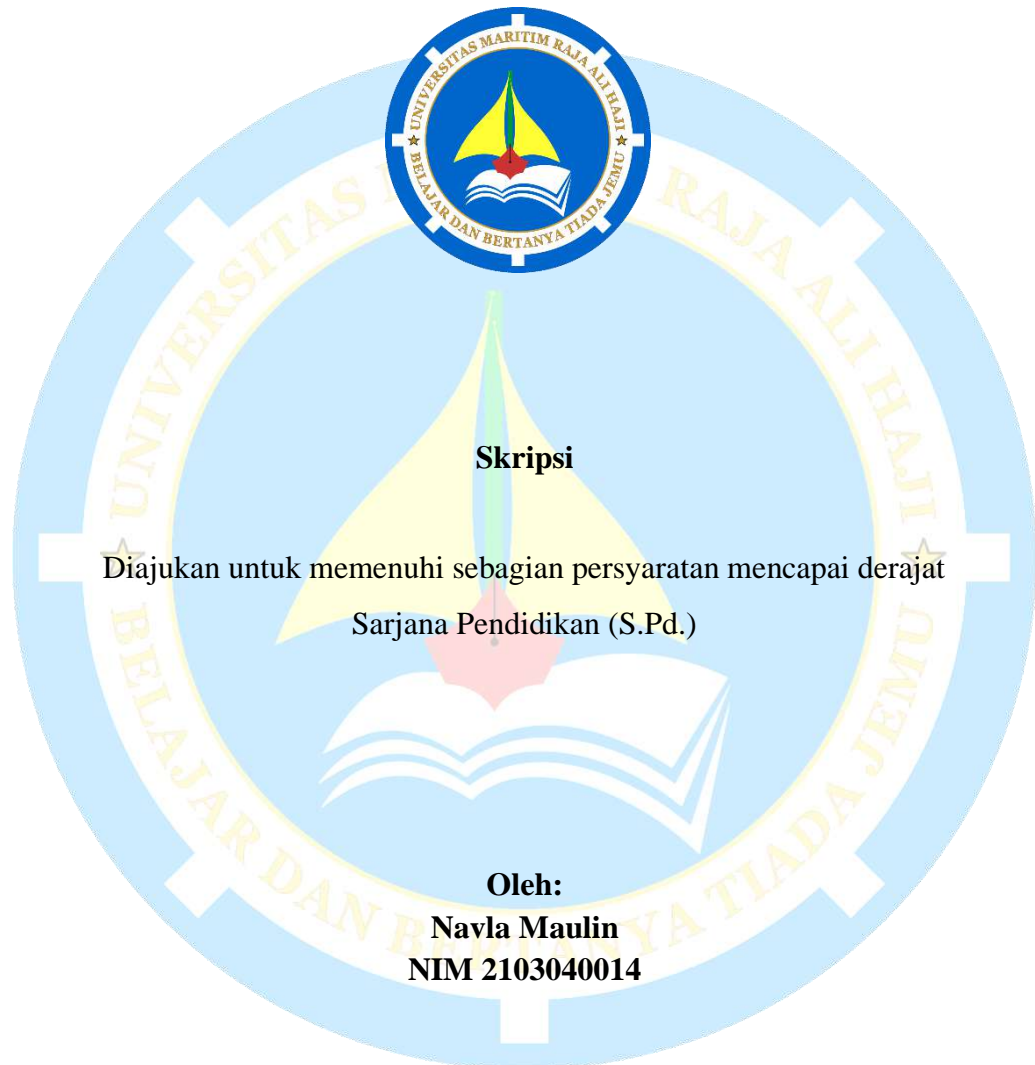 UNIVERSITAS MARITIM RAJA ALI HAJI
BELAJAR DAN BERTANYA TIADA JEMU
Skripsi
Diajukan untuk memenuhi sebagian persyaratan mencapai derajat
Sarjana Pendidikan (S.Pd.)
Oleh:
Navla Maulin
NIM 2103040014